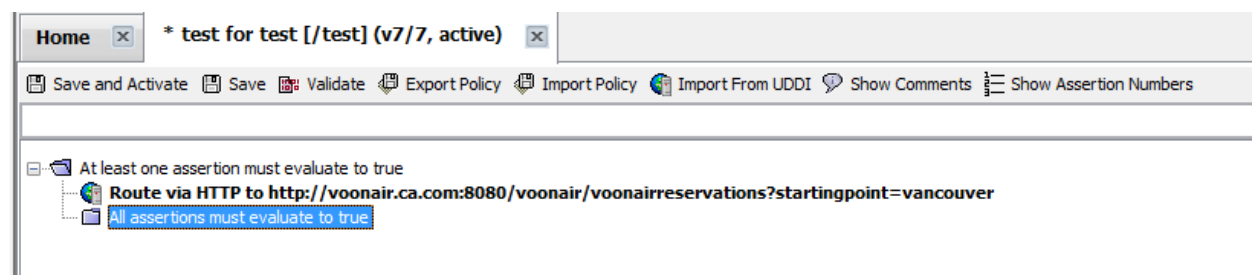 Home * test for test [/test] (v7/7, active)
Save and Activate Save Validate Export Policy Import Policy Import From UDDI Show Comments Show Assertion Numbers
At least one assertion must evaluate to true
Route via HTTP to http://voonair.ca.com:8080/voonair/voonairreservations?startingpoint=vancouver
All assertions must evaluate to true